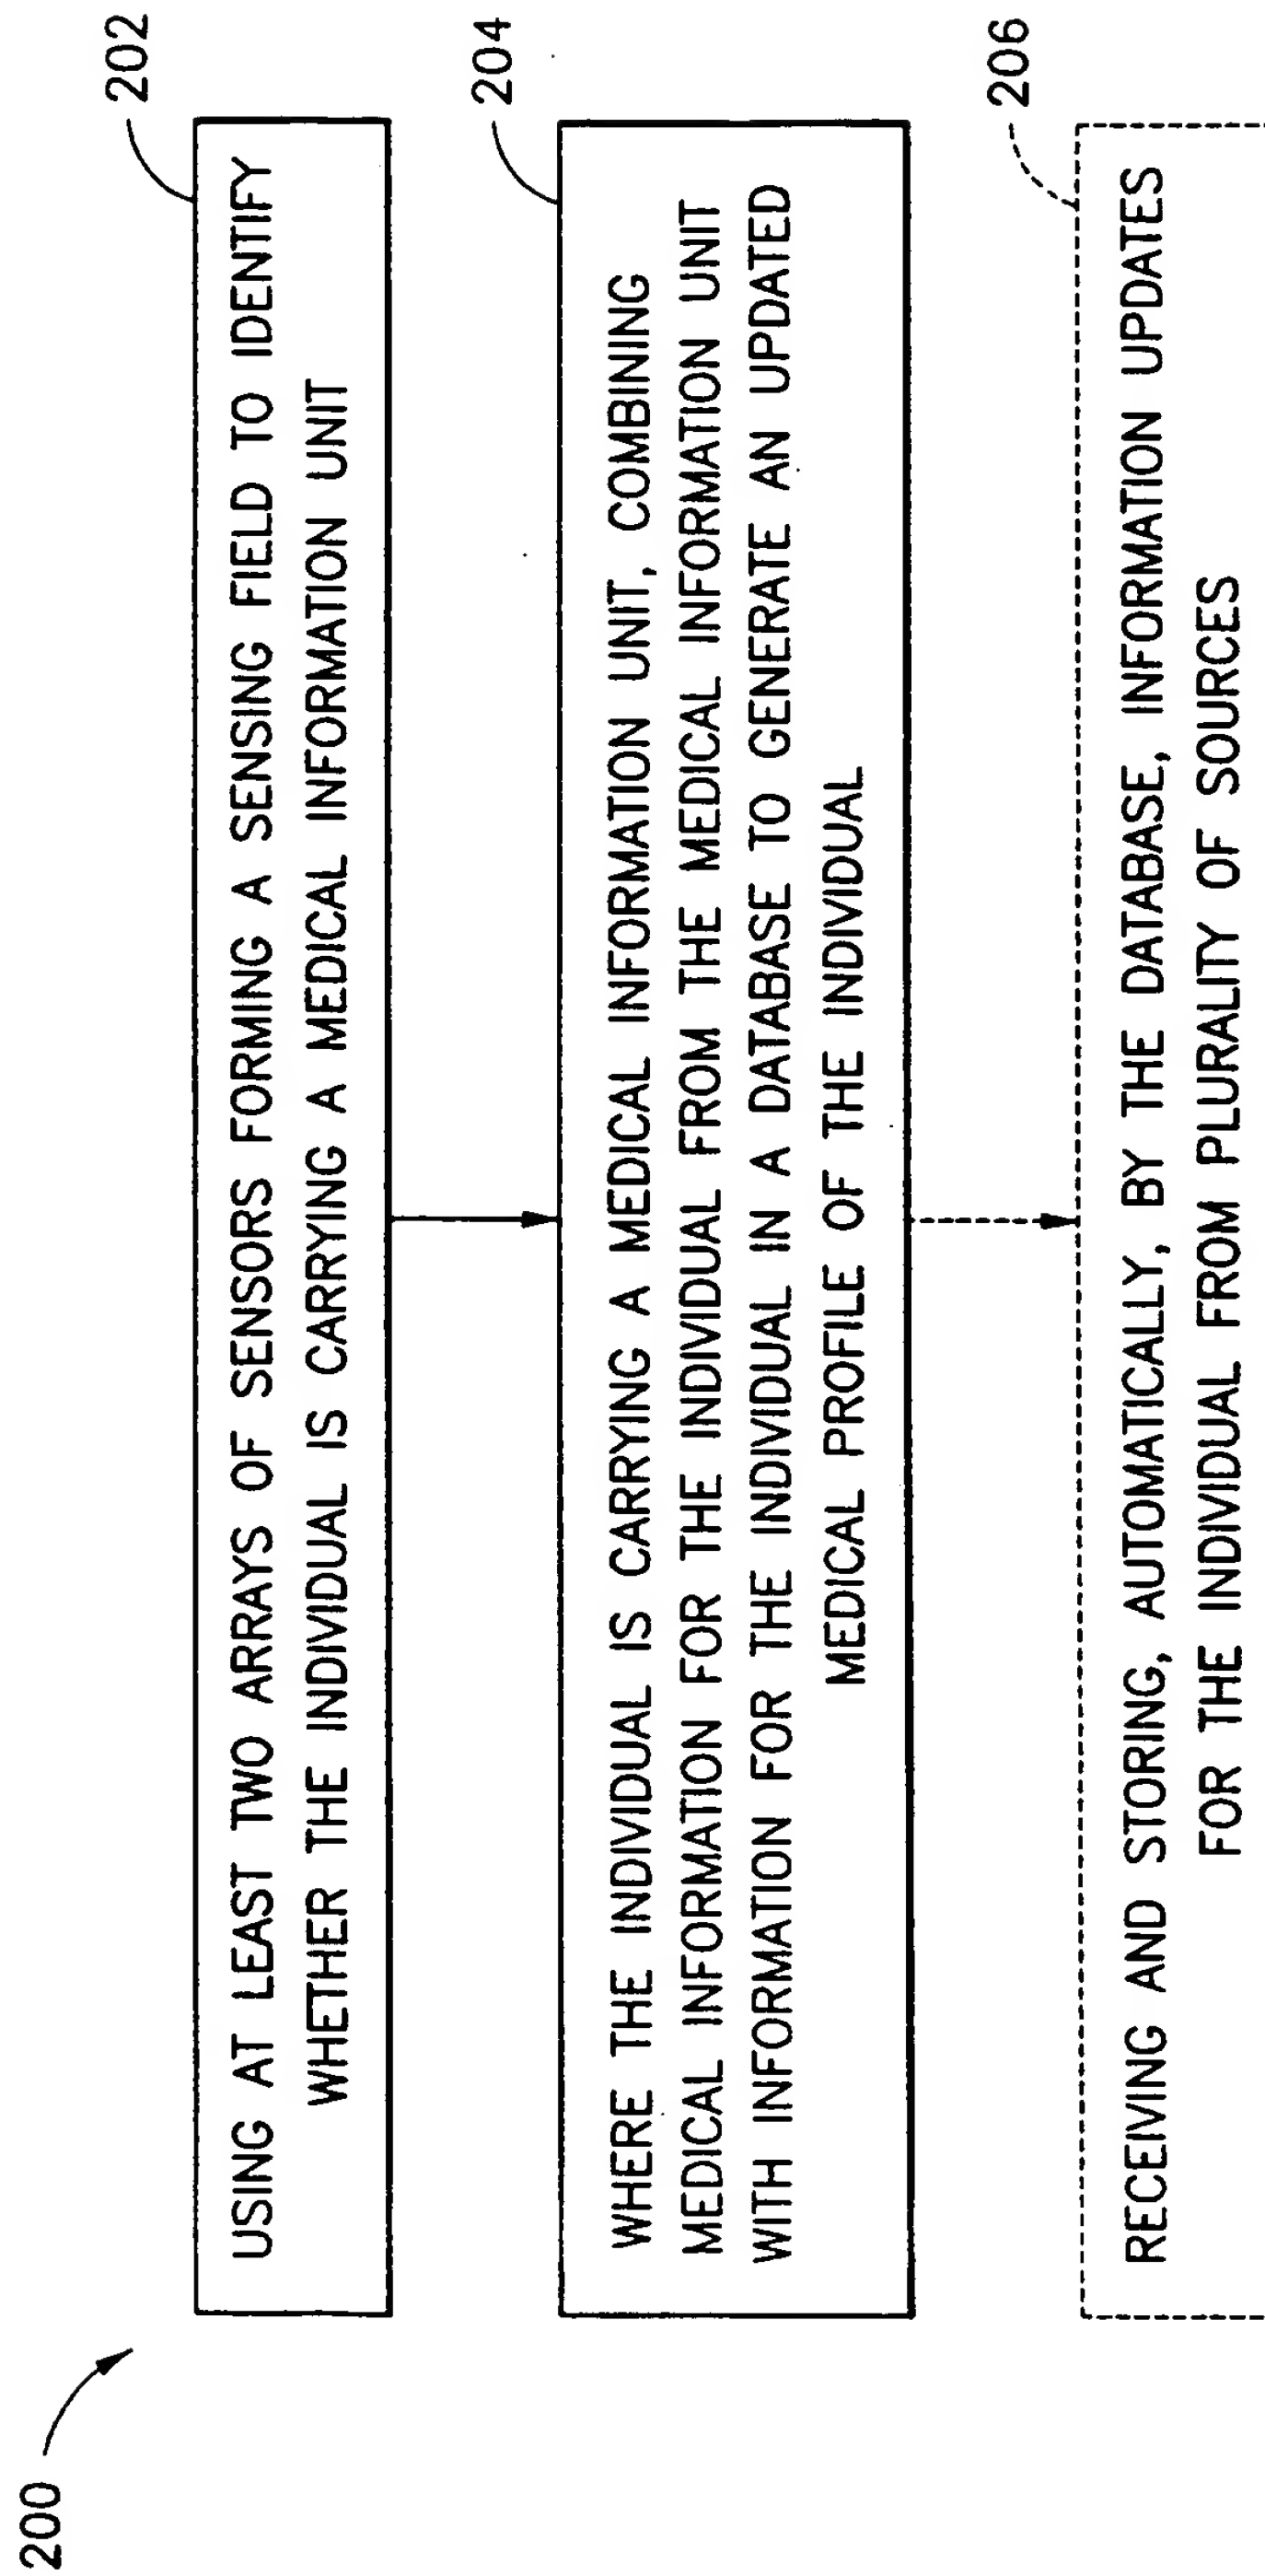 200
202
USING AT LEAST TWO ARRAYS OF SENSORS FORMING A SENSING FIELD TO IDENTIFY
WHETHER THE INDIVIDUAL IS CARRYING A MEDICAL INFORMATION UNIT
204
WHERE THE INDIVIDUAL IS CARRYING A MEDICAL INFORMATION UNIT, COMBINING
MEDICAL INFORMATION FOR THE INDIVIDUAL FROM THE MEDICAL INFORMATION UNIT
WITH INFORMATION FOR THE INDIVIDUAL IN A DATABASE TO GENERATE AN UPDATED
MEDICAL PROFILE OF THE INDIVIDUAL
206
RECEIVING AND STORING, AUTOMATICALLY, BY THE DATABASE, INFORMATION UPDATES
FOR THE INDIVIDUAL FROM PLURALITY OF SOURCES